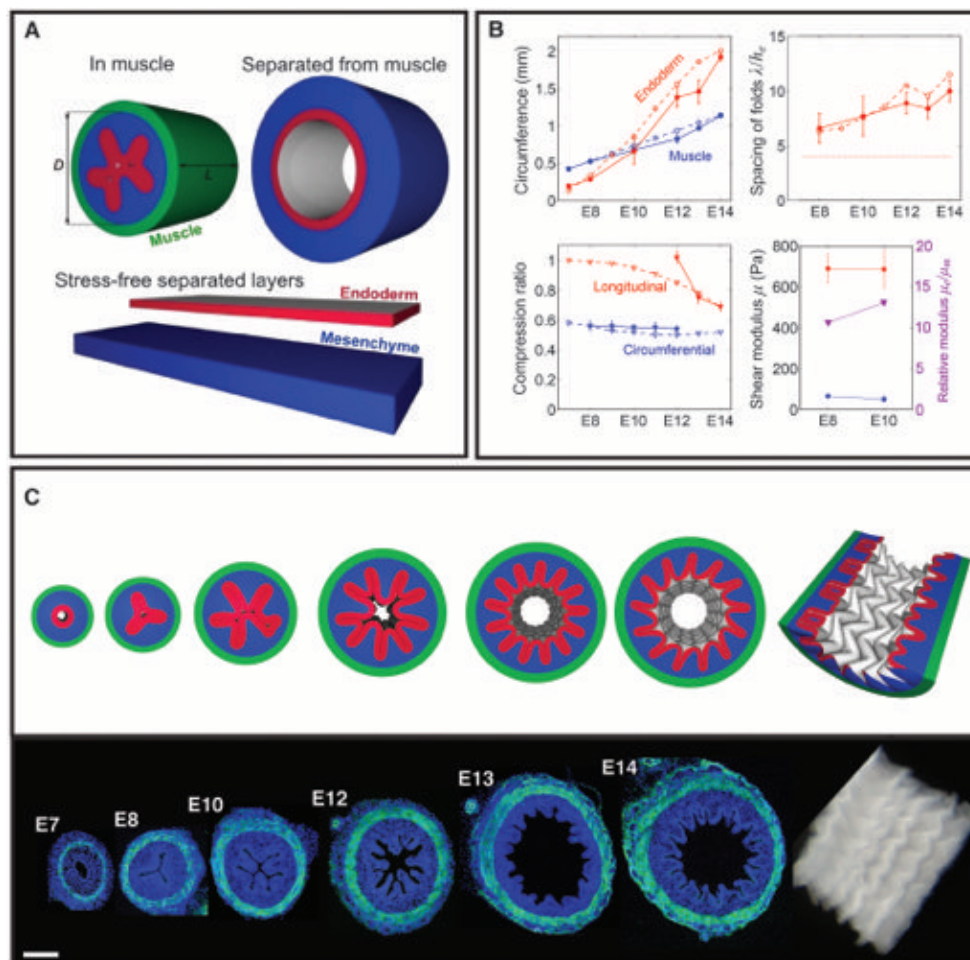 A
In muscle
Separated from muscle
D
L
Muscle
Stress-free separated layers
Endoderm
Mesenchyme
B
Circumference (mm)
2
1.5
1
0.5
0
Endoderm
Muscle
E8 E10 E12 E14
Spacing of folds λ/hₑ
15
10
5
0
E8 E10 E12 E14
Compression ratio
1
0.8
0.6
0.4
0.2
0
Longitudinal
Circumferential
E8 E10 E12 E14
Shear modulus μ (Pa)
800
600
400
200
0
E8 E10
20
15
10
5
0
Relative modulus μₑ/μₘ
C
E7
E8
E10
E12
E13
E14